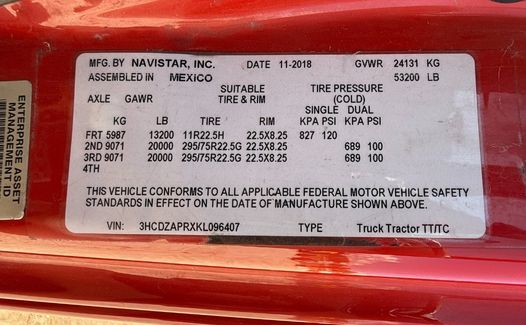 MFG. BY NAVISTAR, INC. DATE 11-2018 GVWR 24131 KG
ASSEMBLED IN MEXICO 53200 LB
SUITABLE TIRE PRESSURE
AXLE GAWR TIRE & RIM (COLD)
SINGLE DUAL
KG LB TIRE RIM KPA PSI KPA PSI
FRT 5987 13200 11R22.5H 22.5X8.25 827 120
2ND 9071 20000 295/75R22.5G 22.5X8.25 689 100
3RD 9071 20000 295/75R22.5G 22.5X8.25 689 100
4TH
THIS VEHICLE CONFORMS TO ALL APPLICABLE FEDERAL MOTOR VEHICLE SAFETY
STANDARDS IN EFFECT ON THE DATE OF MANUFACTURE SHOWN ABOVE.
VIN: 3HCDZAPRXKL096407 TYPE Truck Tractor TT/TC
ENTERPRISE ASSET
MANAGEMENT ID